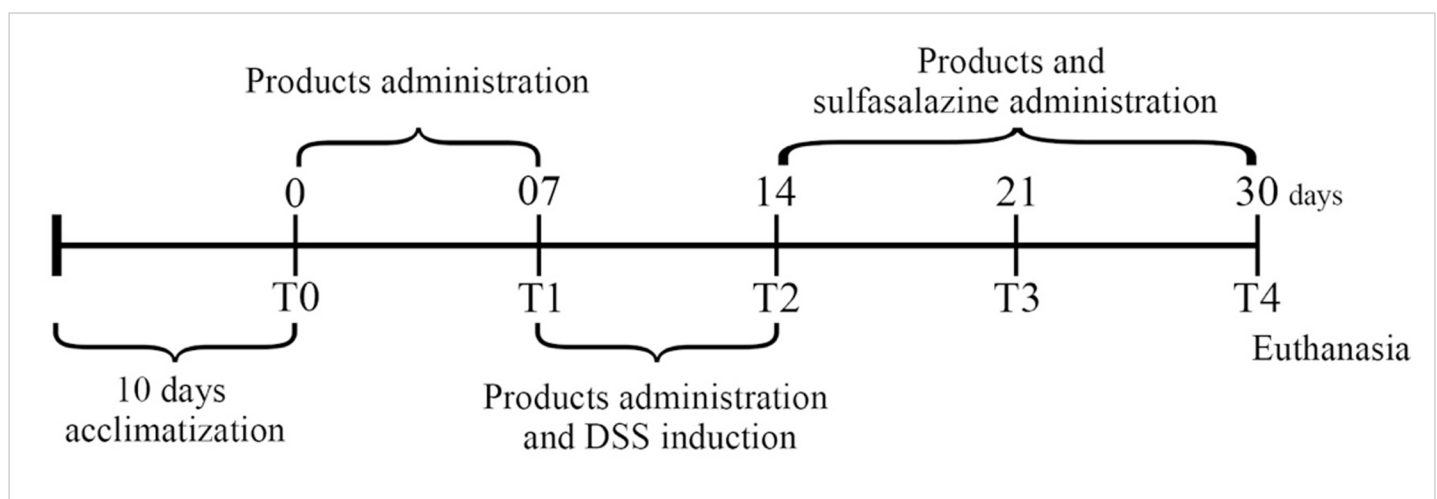 Products administration
Products and
sulfasalazine administration
0 07 14 21 30 days
T0 T1 T2 T3 T4
Euthanasia
10 days
acclimatization
Products administration
and DSS induction